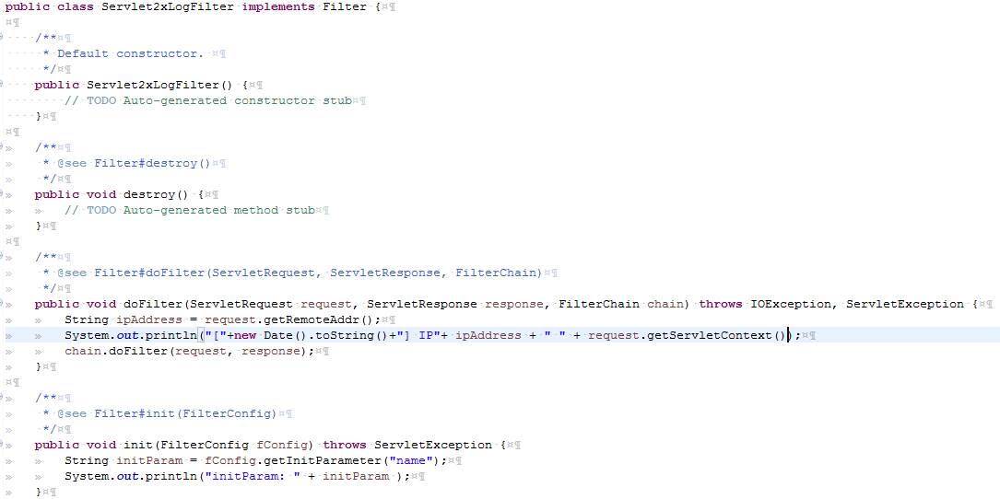 public class Servlet2xLogFilter implements Filter {¤¶
¤¶
····/**¤¶
·····* Default·constructor.·¤¶
·····*/¤¶
····public·Servlet2xLogFilter()·{¤¶
········//·TODO·Auto-generated·constructor·stub¤¶
····}¤¶
¤¶
»   /**¤¶
»   ·*·@see·Filter#destroy()¤¶
»   ·*/¤¶
»   public·void·destroy()·{¤¶
»   »   //·TODO·Auto-generated·method·stub¤¶
»   }¤¶
¤¶
»   /**¤¶
»   ·*·@see·Filter#doFilter(ServletRequest,·ServletResponse,·FilterChain)¤¶
»   ·*/¤¶
»   public·void·doFilter(ServletRequest·request,·ServletResponse·response,·FilterChain·chain)·throws·IOException,·ServletException·{¤¶
»   »   String·ipAddress·=·request.getRemoteAddr();¤¶
»   »   System.out.println("["+new·Date().toString()+"]·IP"+·ipAddress·+·"·"·+·request.getServletContext());¤¶
»   »   chain.doFilter(request,·response);¤¶
»   }¤¶
¤¶
»   /**¤¶
»   ·*·@see·Filter#init(FilterConfig)¤¶
»   ·*/¤¶
»   public·void·init(FilterConfig·fConfig)·throws·ServletException·{¤¶
»   »   String·initParam·=·fConfig.getInitParameter("name");¤¶
»   »   System.out.println("initParam:·"·+·initParam·);¤¶
»   }¤¶